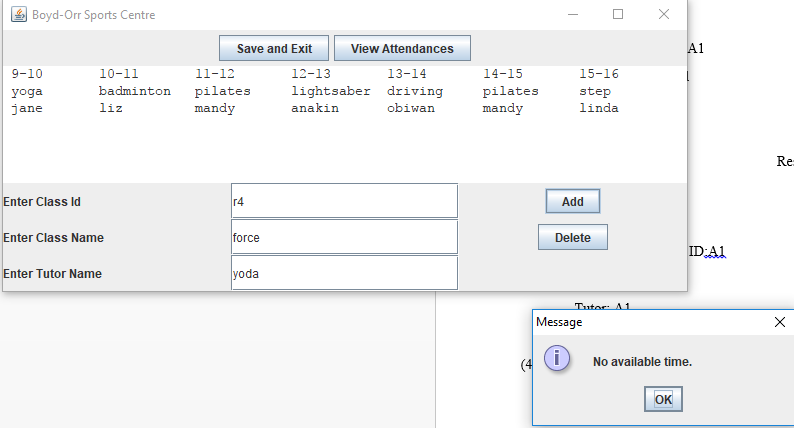 Boyd-Orr Sports Centre
Save and Exit View Attendances
9-10 10-11 11-12 12-13 13-14 14-15 15-16
yoga badminton pilates lightsaber driving pilates step
jane liz mandy anakin obiwan mandy linda
Enter Class Id r4 Add
Enter Class Name force Delete
Enter Tutor Name yoda
A1
ID:A1
Tutor: A1
(4
Message
No available time.
OK